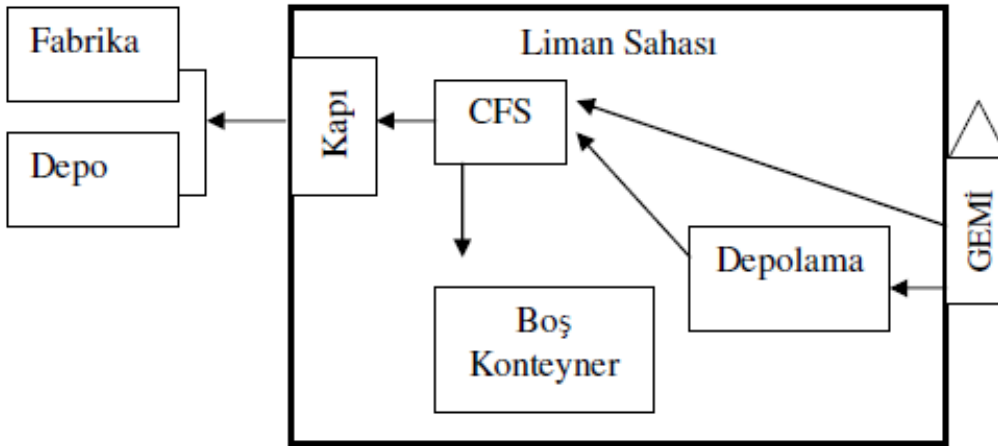 Fabrika
Depo
Liman Sahası
Kapı
CFS
Depolama
Boş
Konteyner
GEMİ